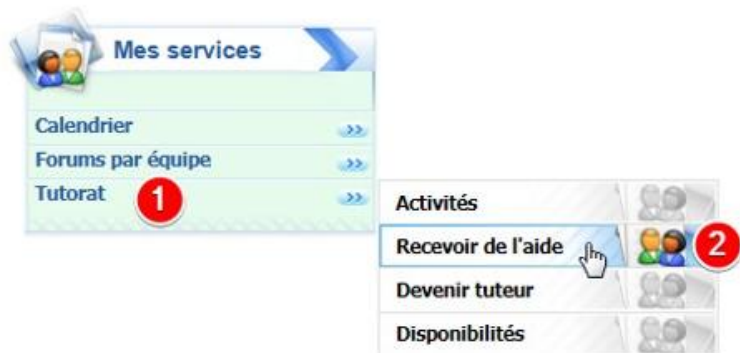 Mes services
Calendrier
Forums par équipe
Tutorat
1
Activités
Recevoir de l'aide
2
Devenir tuteur
Disponibilités